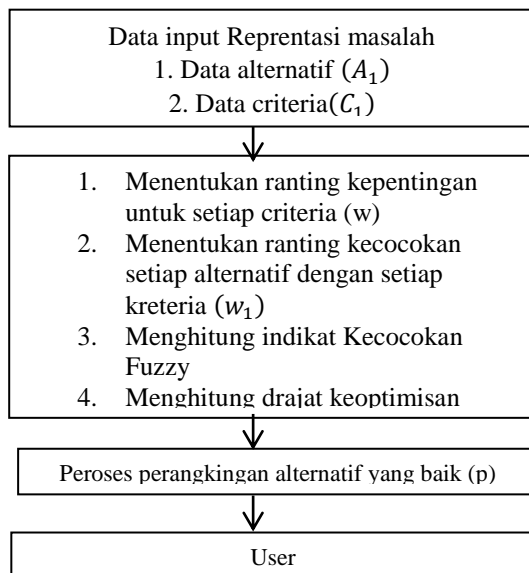 Data input Reprentasi masalah
1. Data alternatif (𝐴₁)
2. Data criteria(𝐶₁)
1. Menentukan ranting kepentingan
untuk setiap criteria (w)
2. Menentukan ranting kecocokan
setiap alternatif dengan setiap
kreteria (𝑤₁)
3. Menghitung indikat Kecocokan
Fuzzy
4. Menghitung drajat keoptimisan
Peroses perangkingan alternatif yang baik (p)
User